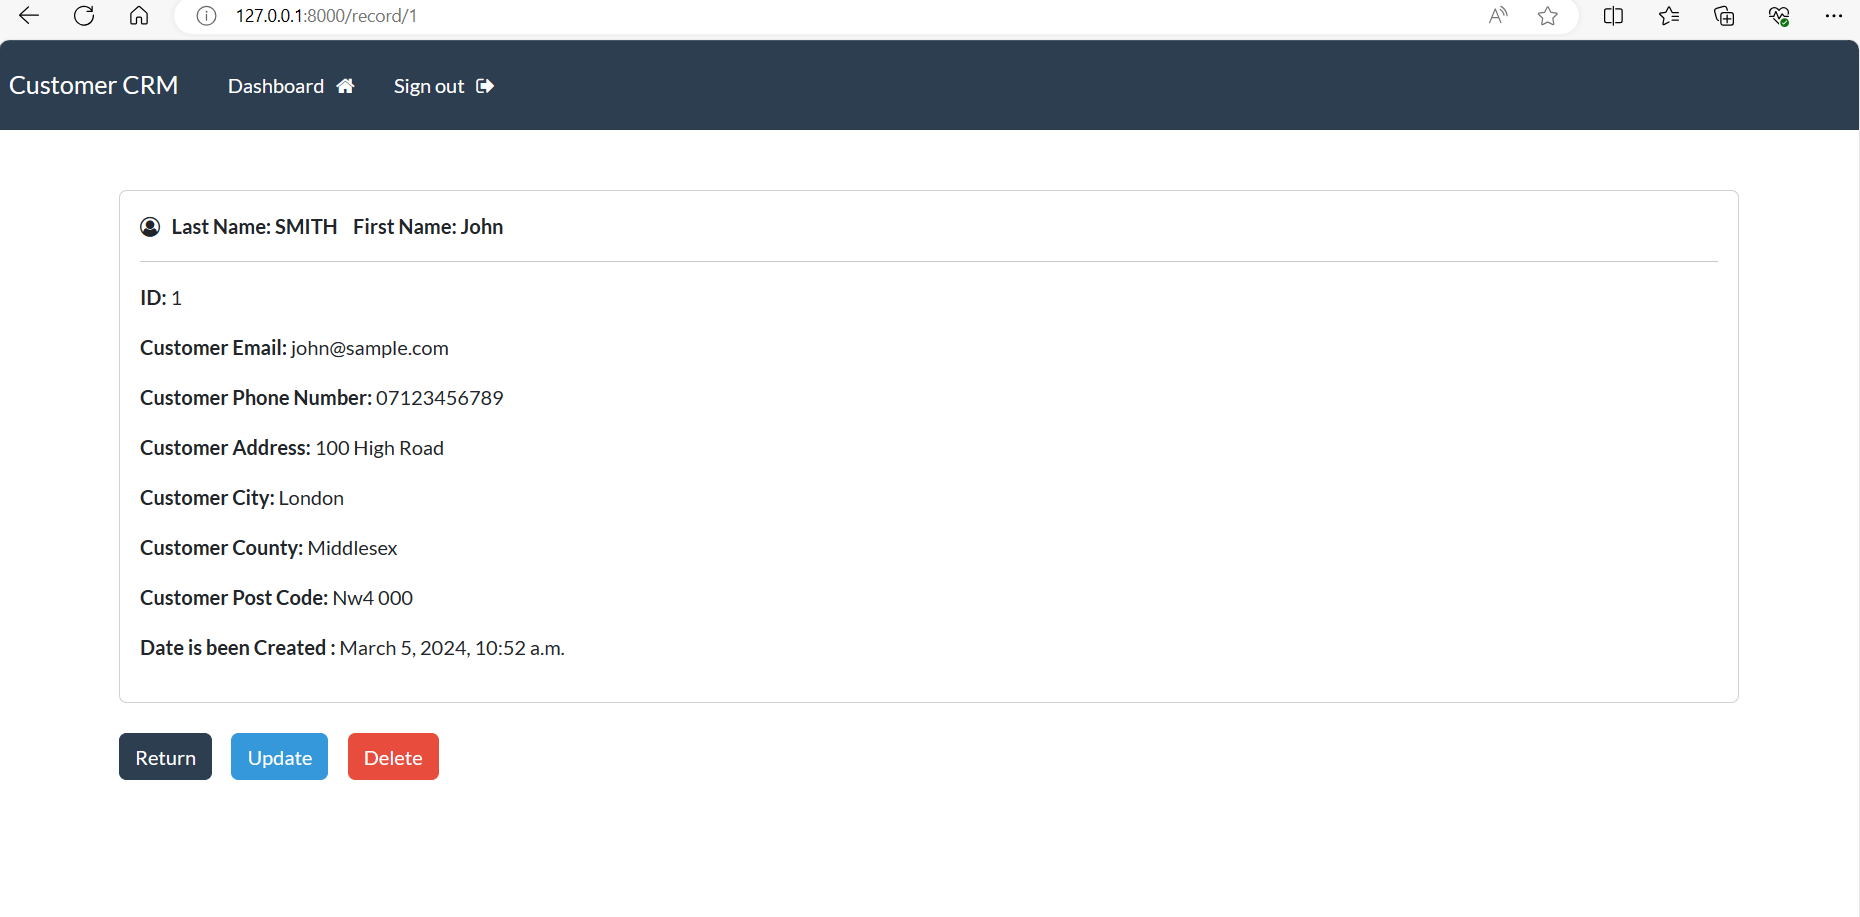 127.0.0.1:8000/record/1
Customer CRM Dashboard Sign out
Last Name: SMITH First Name: John
ID: 1
Customer Email: john@sample.com
Customer Phone Number: 07123456789
Customer Address: 100 High Road
Customer City: London
Customer County: Middlesex
Customer Post Code: Nw4 000
Date is been Created : March 5, 2024, 10:52 a.m.
Return Update Delete